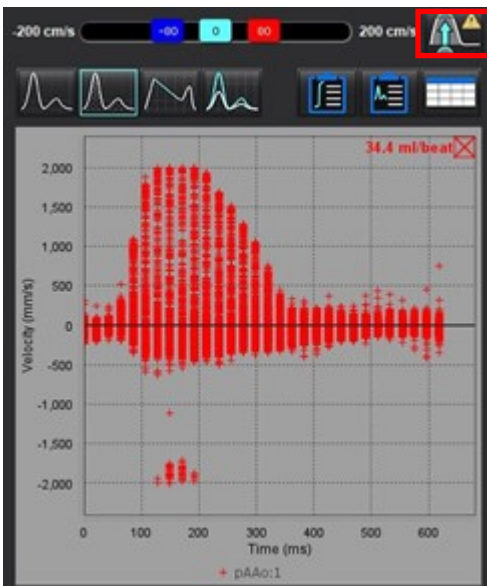 -200 cm/s -80 0 80 200 cm/s
34.4 ml/beat
2,000
1,500
1,000
500
0
-500
-1,000
-1,500
-2,000
Velocity (mm/s)
0 100 200 300 400 500 600
Time (ms)
+ pAAo:1